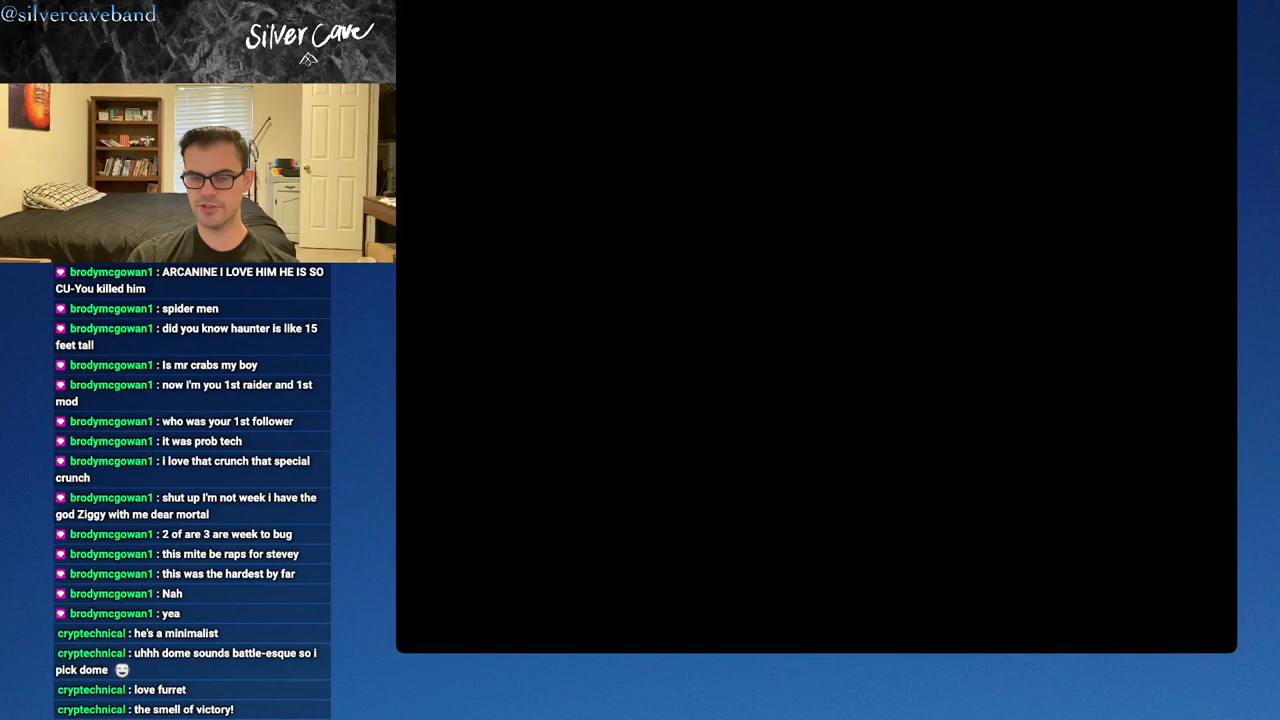 @silvercaveband
Silver Cave
brodymcgowan1 : ARCANINE I LOVE HIM HE IS SO
CU-You killed him
brodymcgowan1 : spider men
brodymcgowan1 : did you know haunter is like 15
feet tall
brodymcgowan1 : Is mr crabs my boy
brodymcgowan1 : now I'm you 1st raider and 1st
mod
brodymcgowan1 : who was your 1st follower
brodymcgowan1 : it was prob tech
brodymcgowan1 : i love that crunch that special
crunch
brodymcgowan1 : shut up I'm not week i have the
god Ziggy with me dear mortal
brodymcgowan1 : 2 of are 3 are week to bug
brodymcgowan1 : this mite be raps for stevey
brodymcgowan1 : this was the hardest by far
brodymcgowan1 : Nah
brodymcgowan1 : yea
cryptechnical : he's a minimalist
cryptechnical : uhhh dome sounds battle-esque so i
pick dome
cryptechnical : love furret
cryptechnical : the smell of victory!